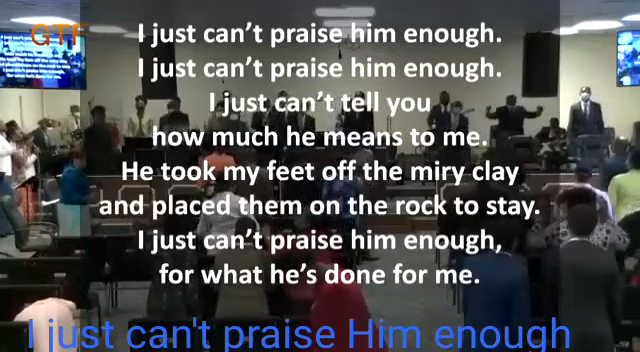 GTF
I just can't praise him enough.
I just can't praise him enough.
I just can't tell you
how much he means to me.
He took my feet off the miry clay
and placed them on the rock to stay.
I just can't praise him enough,
for what he's done for me.
I just can't praise Him enough